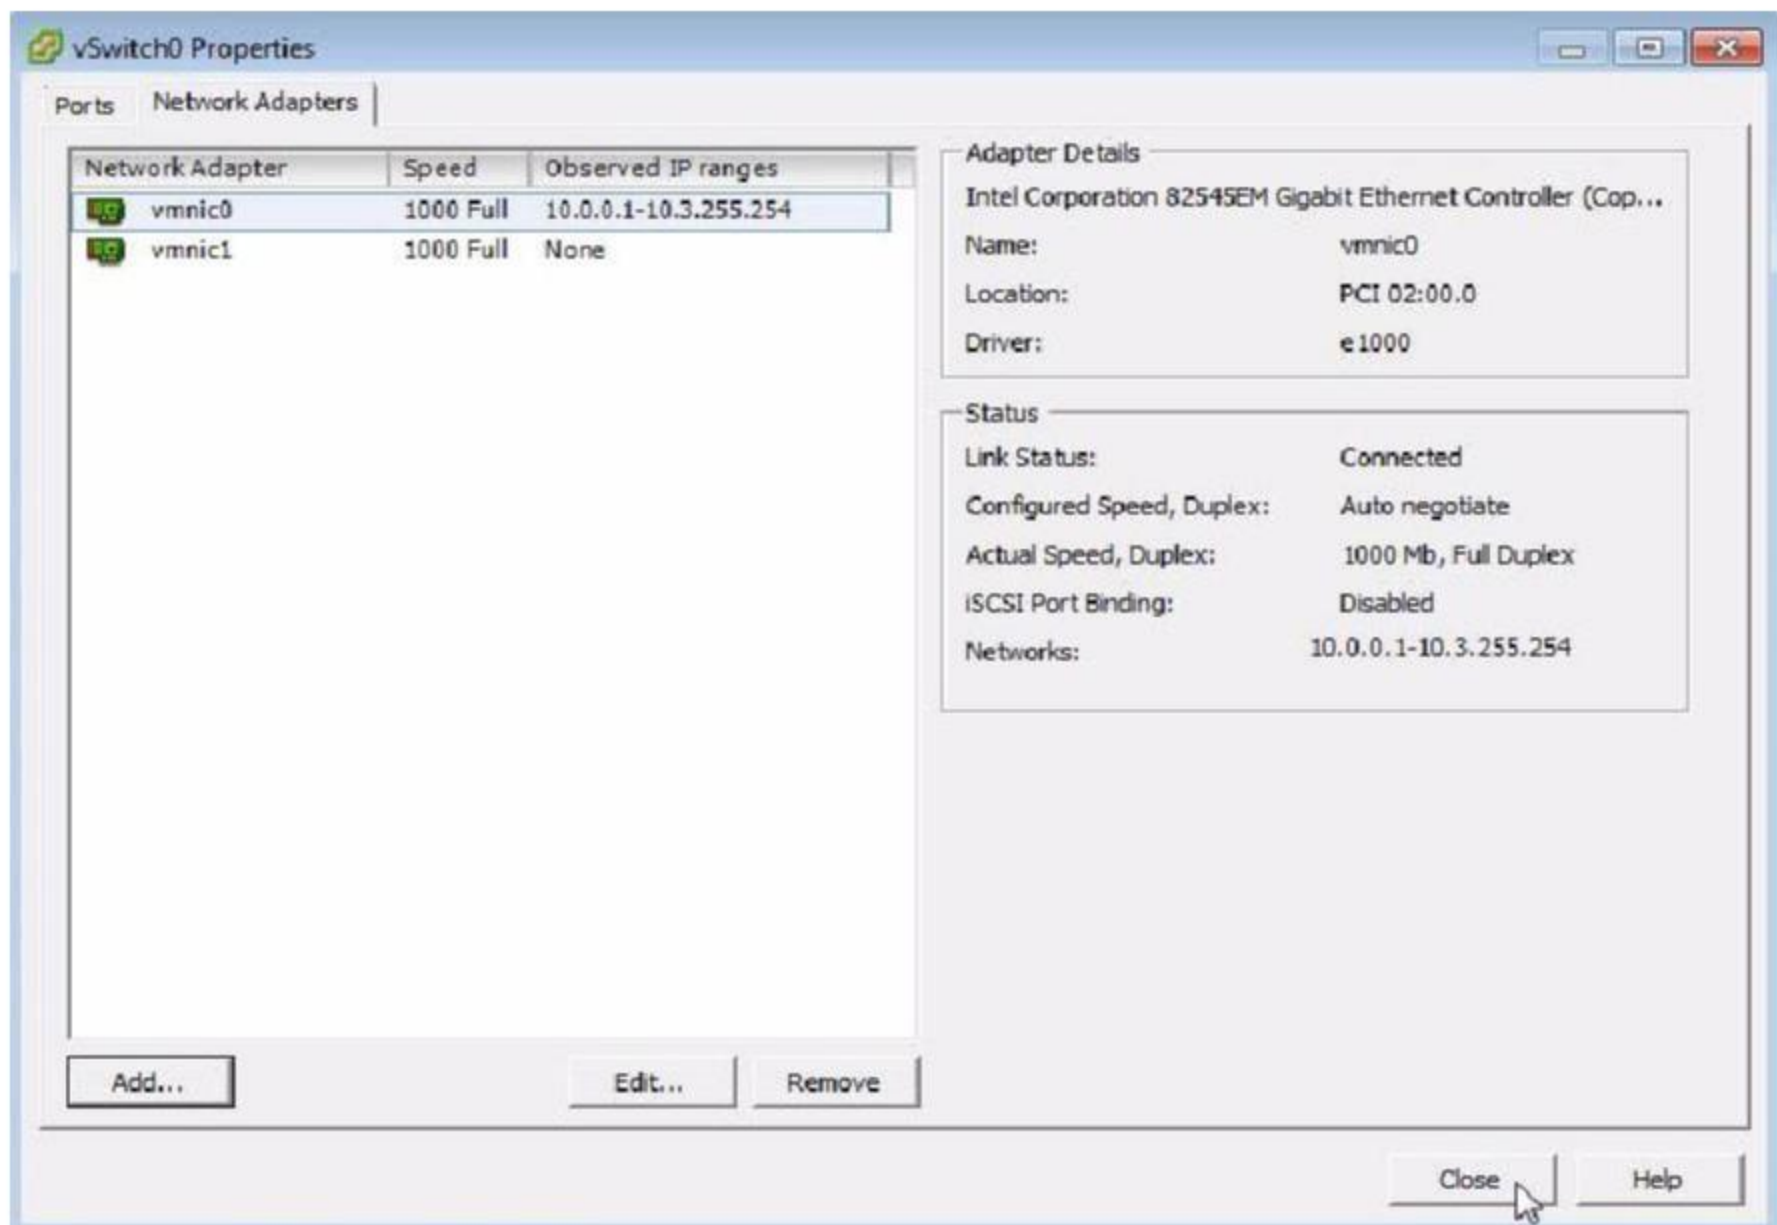 vSwitch0 Properties
Ports Network Adapters
Network Adapter Speed Observed IP ranges
vmnic0 1000 Full 10.0.0.1-10.3.255.254
vmnic1 1000 Full None
Adapter Details
Intel Corporation 82545EM Gigabit Ethernet Controller (Cop...
Name: vmnic0
Location: PCI 02:00.0
Driver: e1000
Status
Link Status: Connected
Configured Speed, Duplex: Auto negotiate
Actual Speed, Duplex: 1000 Mb, Full Duplex
iSCSI Port Binding: Disabled
Networks: 10.0.0.1-10.3.255.254
Add... Edit... Remove
Close Help